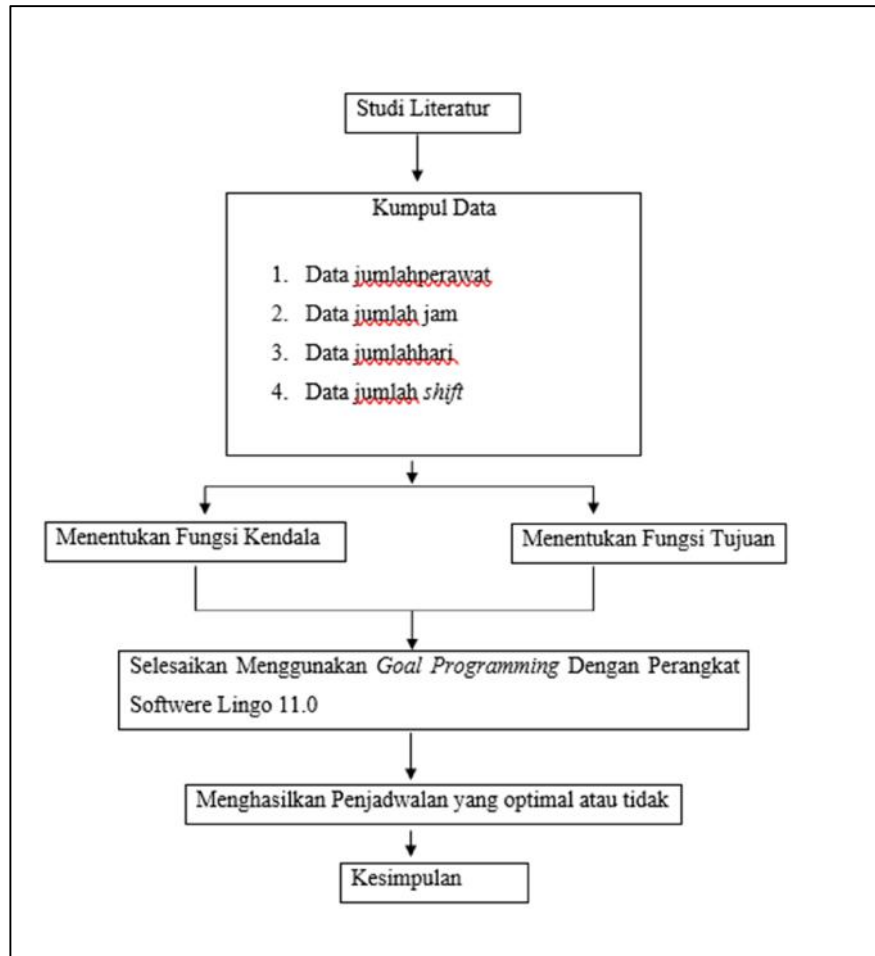 Studi Literatur
Kumpul Data
1. Data jumlahperawat
2. Data jumlah jam
3. Data jumlahhari
4. Data jumlah shift
Menentukan Fungsi Kendala
Menentukan Fungsi Tujuan
Selesaikan Menggunakan Goal Programming Dengan Perangkat
Softwere Lingo 11.0
Menghasilkan Penjadwalan yang optimal atau tidak
Kesimpulan